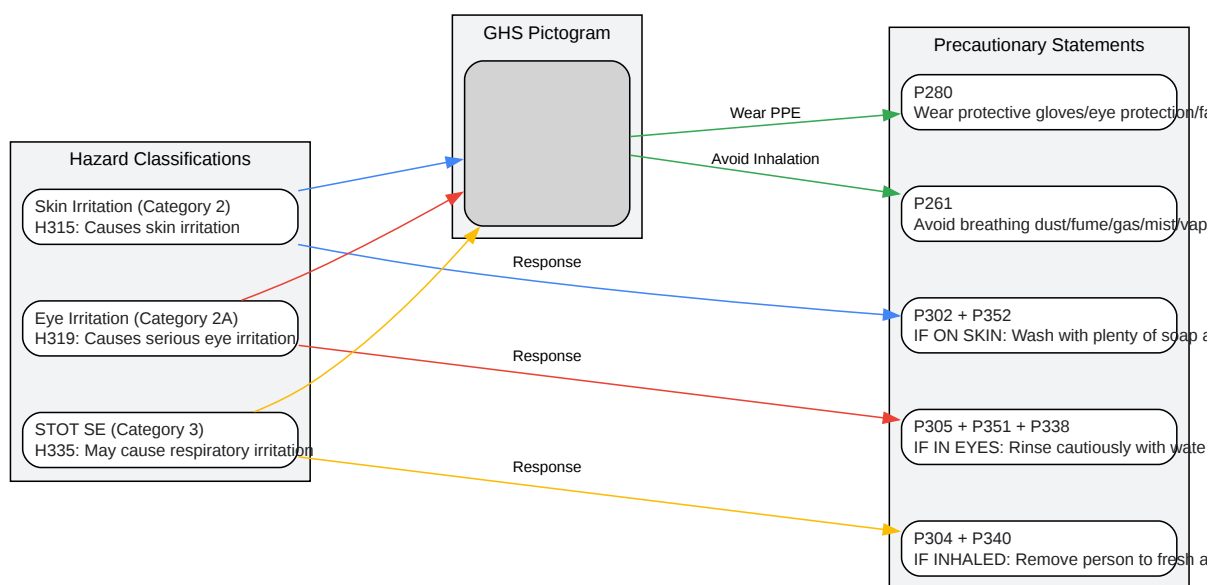 GHS Pictogram
Precautionary Statements
P280
Wear protective gloves/eye protection/fa
Wear PPE
Hazard Classifications
Avoid Inhalation
Skin Irritation (Category 2)
H315: Causes skin irritation
P261
Avoid breathing dust/fume/gas/mist/vap
Response
Eye Irritation (Category 2A)
H319: Causes serious eye irritation
P302 + P352
IF ON SKIN: Wash with plenty of soap a
Response
STOT SE (Category 3)
H335: May cause respiratory irritation
P305 + P351 + P338
IF IN EYES: Rinse cautiously with wate
Response
P304 + P340
IF INHALED: Remove person to fresh a